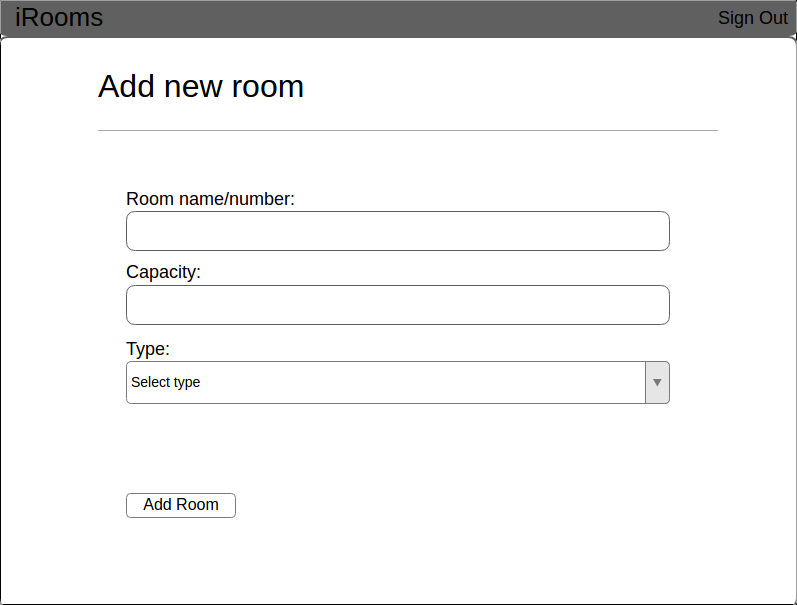 iRooms
Sign Out
Add new room
Room name/number:
Capacity:
Type:
Select type
Add Room